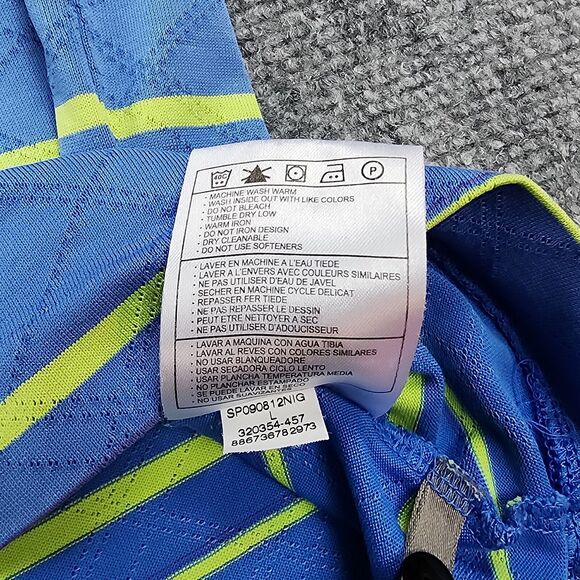 40C
P
· MACHINE WASH WARM
· WASH INSIDE OUT WITH LIKE COLORS
· DO NOT BLEACH
· TUMBLE DRY LOW
· WARM IRON
· DO NOT IRON DESIGN
· DRY CLEANABLE
· DO NOT USE SOFTENERS
· LAVER EN MACHINE A L'EAU TIEDE
· LAVER A L'ENVERS AVEC COULEURS SIMILAIRES
· NE PAS UTILISER D'EAU DE JAVEL
· SECHER EN MACHINE CYCLE DELICAT
· REPASSER FER TIEDE
· NE PAS REPASSER LE DESSIN
· PEUT ETRE NETTOYER A SEC
· NE PAS UTILISER D'ADOUCISSEUR
· LAVAR A MAQUINA CON AGUA TIBIA
· LAVAR AL REVES CON COLORES SIMILARES
· NO USAR BLANQUEADORE
· USAR SECADORA CICLO LENTO
· USAR PLANCHA TEMPERATURA MEDIA
· NO PLANCHAR ESTAMPADO
· SE PUEDE LAVAR EN SECO
· NO USAR SUAVIZANTES
SP090812NIG
L
320354-457
886736782973